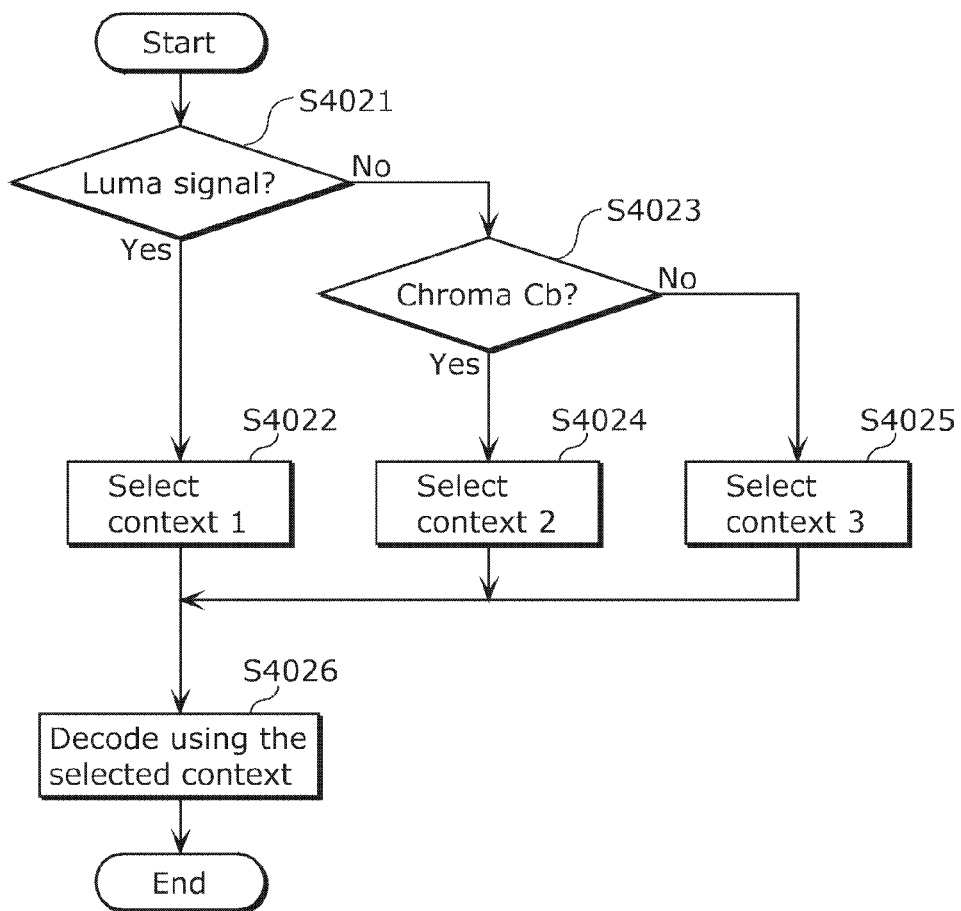 Start
S4021
Luma signal?
No
Yes
S4023
Chroma Cb?
No
Yes
S4022
Select
context 1
S4024
Select
context 2
S4025
Select
context 3
S4026
Decode using the
selected context
End